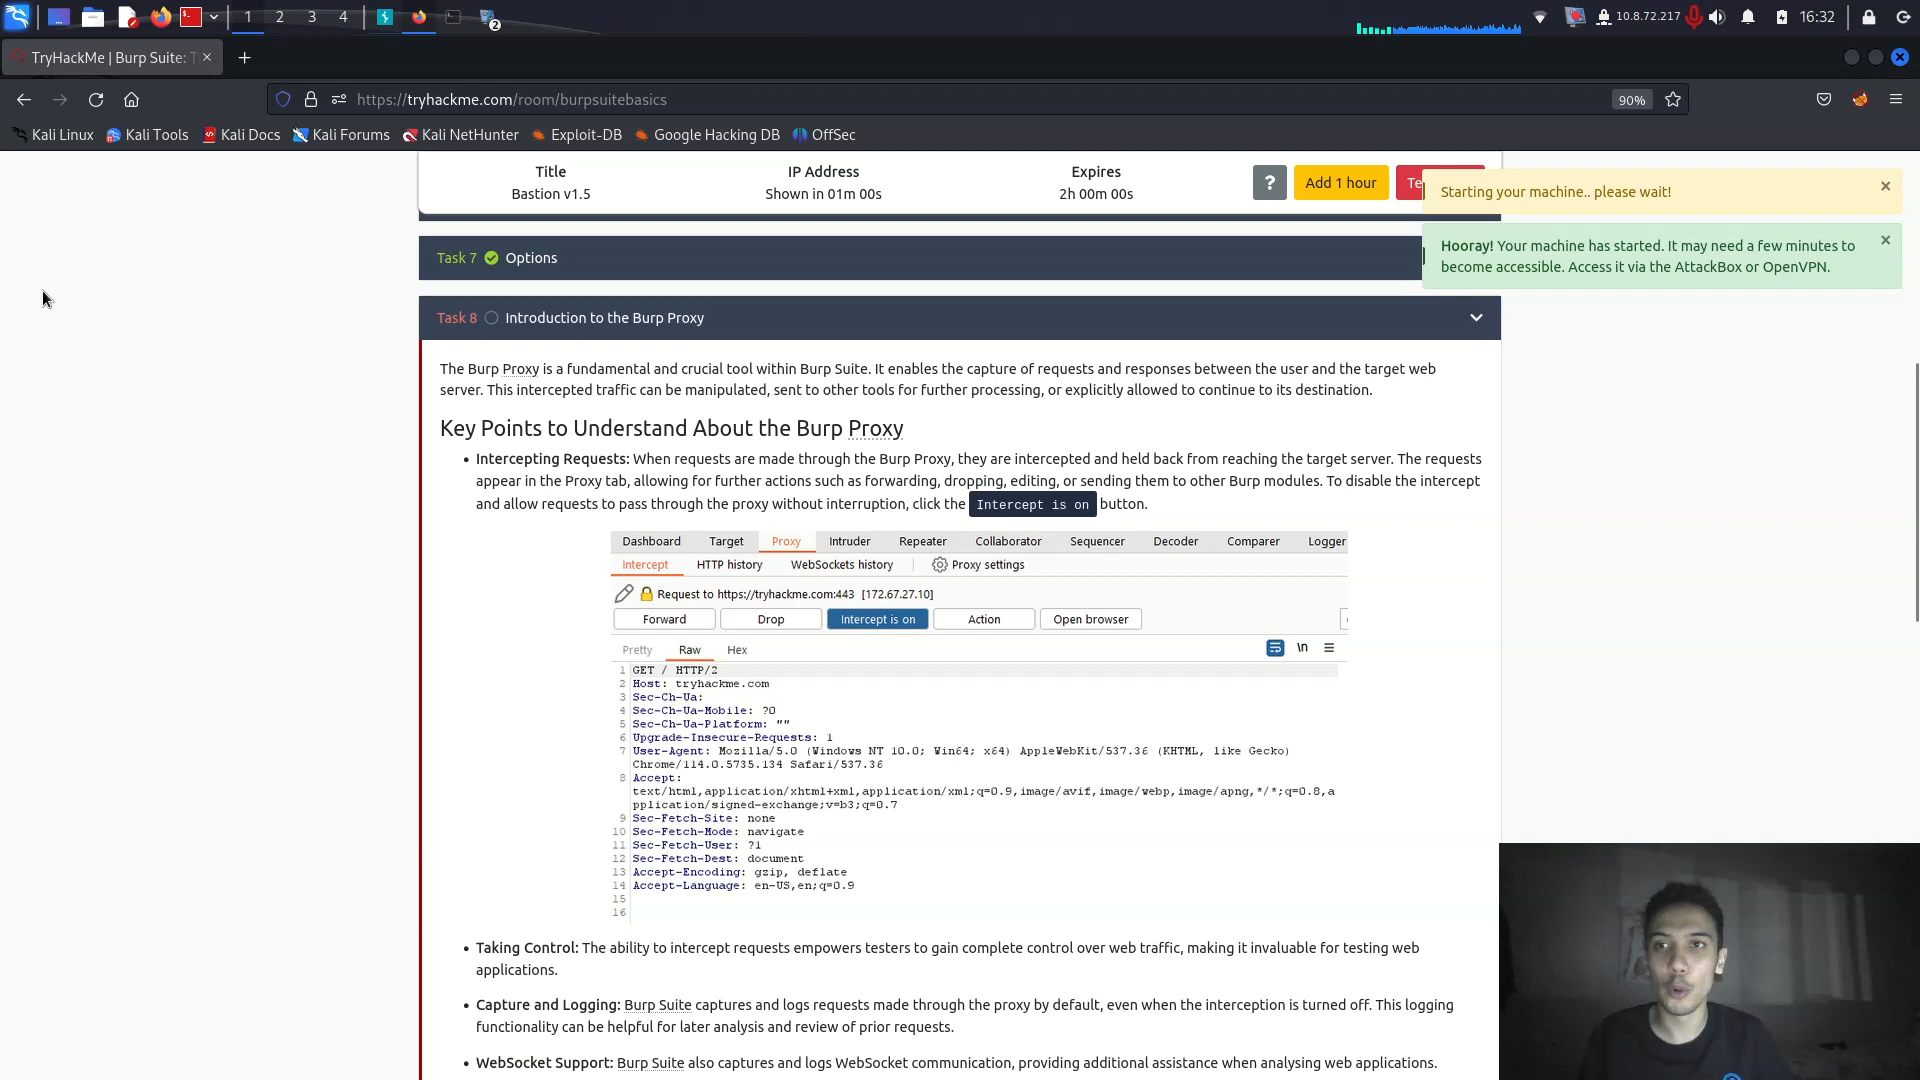 1 2 3 4
2
10.8.72.217
16:32
TryHackMe | Burp Suite: T
https://tryhackme.com/room/burpsuitebasics
90%
Kali Linux Kali Tools Kali Docs Kali Forums Kali NetHunter Exploit-DB Google Hacking DB OffSec
Title IP Address Expires
Bastion v1.5 Shown in 01m 00s 2h 00m 00s
? Add 1 hour Te
Starting your machine.. please wait!
Hooray! Your machine has started. It may need a few minutes to
become accessible. Access it via the AttackBox or OpenVPN.
Task 7 Options
Task 8 Introduction to the Burp Proxy
The Burp Proxy is a fundamental and crucial tool within Burp Suite. It enables the capture of requests and responses between the user and the target web
server. This intercepted traffic can be manipulated, sent to other tools for further processing, or explicitly allowed to continue to its destination.
Key Points to Understand About the Burp Proxy
• Intercepting Requests: When requests are made through the Burp Proxy, they are intercepted and held back from reaching the target server. The requests
appear in the Proxy tab, allowing for further actions such as forwarding, dropping, editing, or sending them to other Burp modules. To disable the intercept
and allow requests to pass through the proxy without interruption, click the Intercept is on button.
Dashboard Target Proxy Intruder Repeater Collaborator Sequencer Decoder Comparer Logger
Intercept HTTP history WebSockets history Proxy settings
Request to https://tryhackme.com:443 [172.67.27.10]
Forward Drop Intercept is on Action Open browser
Pretty Raw Hex \n
1 GET / HTTP/2
2 Host: tryhackme.com
3 Sec-Ch-Ua:
4 Sec-Ch-Ua-Mobile: ?0
5 Sec-Ch-Ua-Platform: ""
6 Upgrade-Insecure-Requests: 1
7 User-Agent: Mozilla/5.0 (Windows NT 10.0; Win64; x64) AppleWebKit/537.36 (KHTML, like Gecko)
Chrome/114.0.5735.134 Safari/537.36
8 Accept:
text/html,application/xhtml+xml,application/xml;q=0.9,image/avif,image/webp,image/apng,*/*;q=0.8,a
pplication/signed-exchange;v=b3;q=0.7
9 Sec-Fetch-Site: none
10 Sec-Fetch-Mode: navigate
11 Sec-Fetch-User: ?1
12 Sec-Fetch-Dest: document
13 Accept-Encoding: gzip, deflate
14 Accept-Language: en-US,en;q=0.9
15
16
• Taking Control: The ability to intercept requests empowers testers to gain complete control over web traffic, making it invaluable for testing web
applications.
• Capture and Logging: Burp Suite captures and logs requests made through the proxy by default, even when the interception is turned off. This logging
functionality can be helpful for later analysis and review of prior requests.
• WebSocket Support: Burp Suite also captures and logs WebSocket communication, providing additional assistance when analysing web applications.